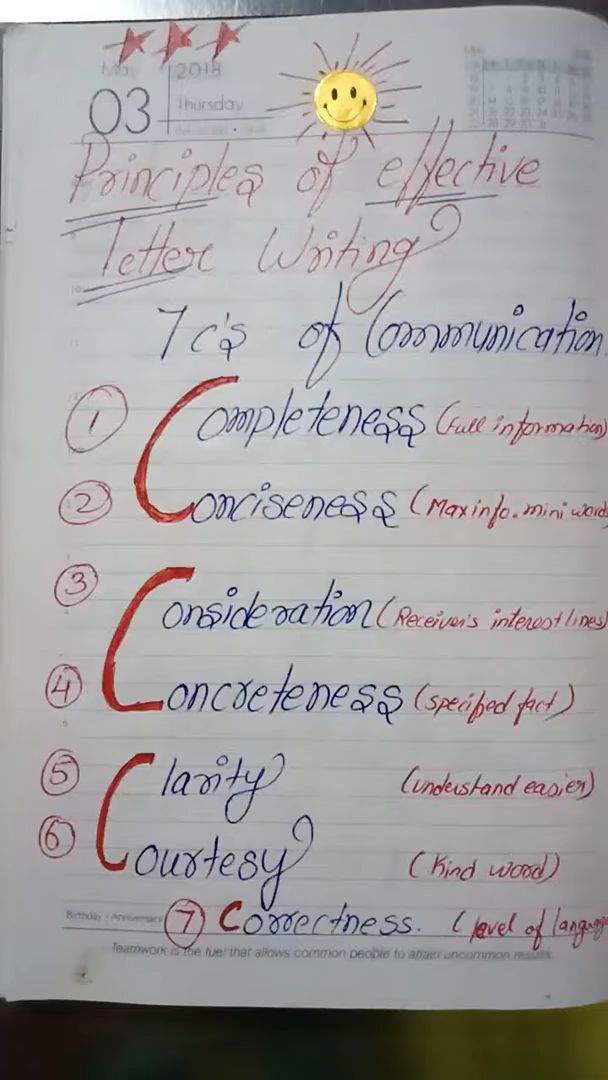 May 2018
03 Thursday
Principles of effective
letter Writing
7 c's of Communication
1 Completeness (Full information)
2 Conciseness (Max info. mini words
3 Consideration (Receiver's interest lines)
4 Concreteness (specified fact)
5 Clarity (understand easier)
6 Courtesy (Kind word)
Birthday / Anniversary 7 Correctness. (level of language
Teamwork is the fuel that allows common people to attain uncommon results.